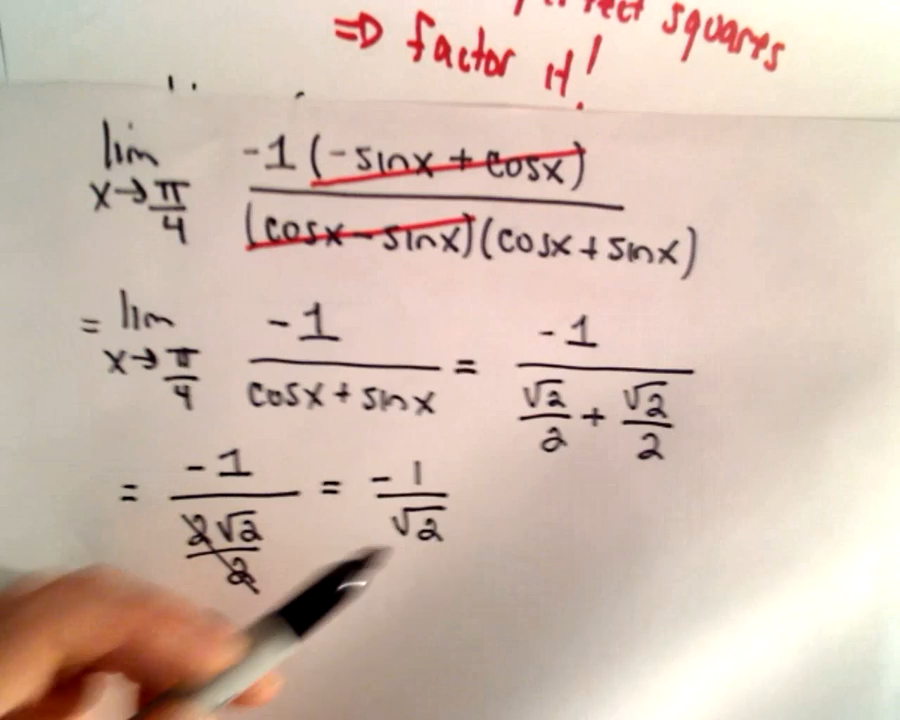 squares
⇒ factor it!
lim x→π/4 -1(-sinx + cosx) / (cosx - sinx)(cosx + sinx)
= lim x→π/4 -1 / cosx + sinx = -1 / √2/2 + √2/2
= -1 / 2√2/2 = -1/√2